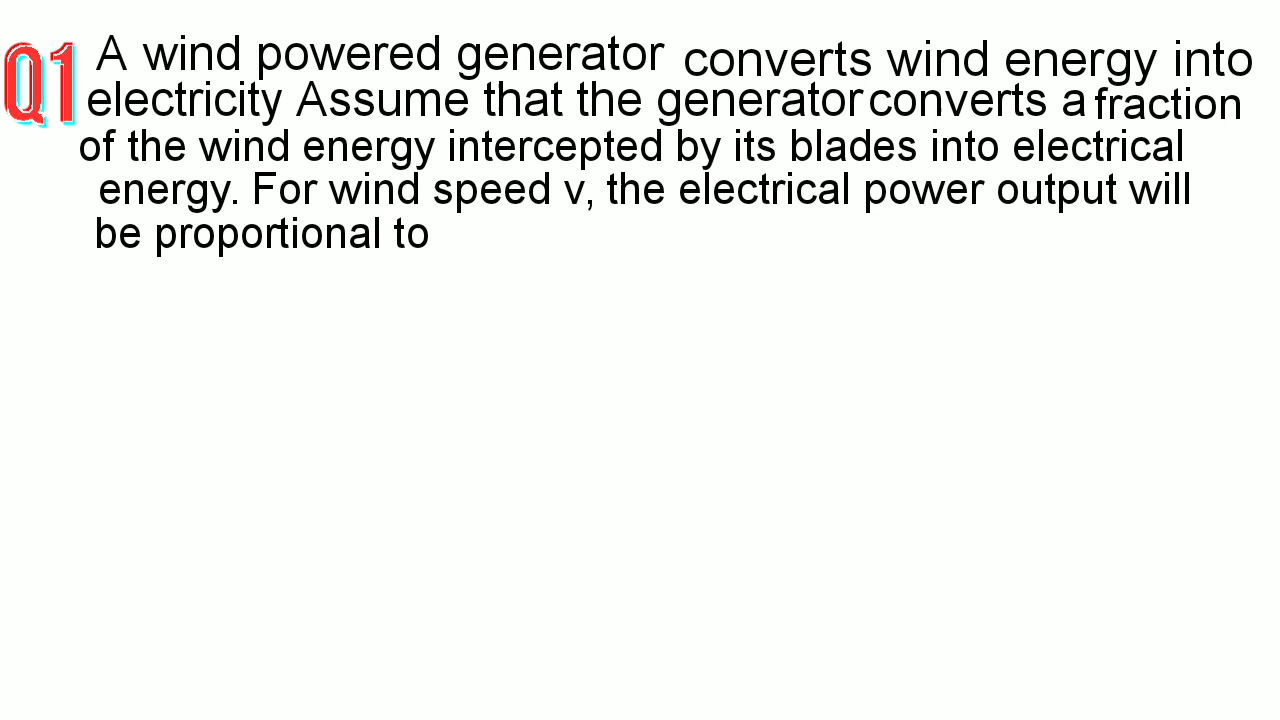 Q1 A wind powered generator converts wind energy into
electricity Assume that the generator converts a fraction
of the wind energy intercepted by its blades into electrical
energy. For wind speed v, the electrical power output will
be proportional to